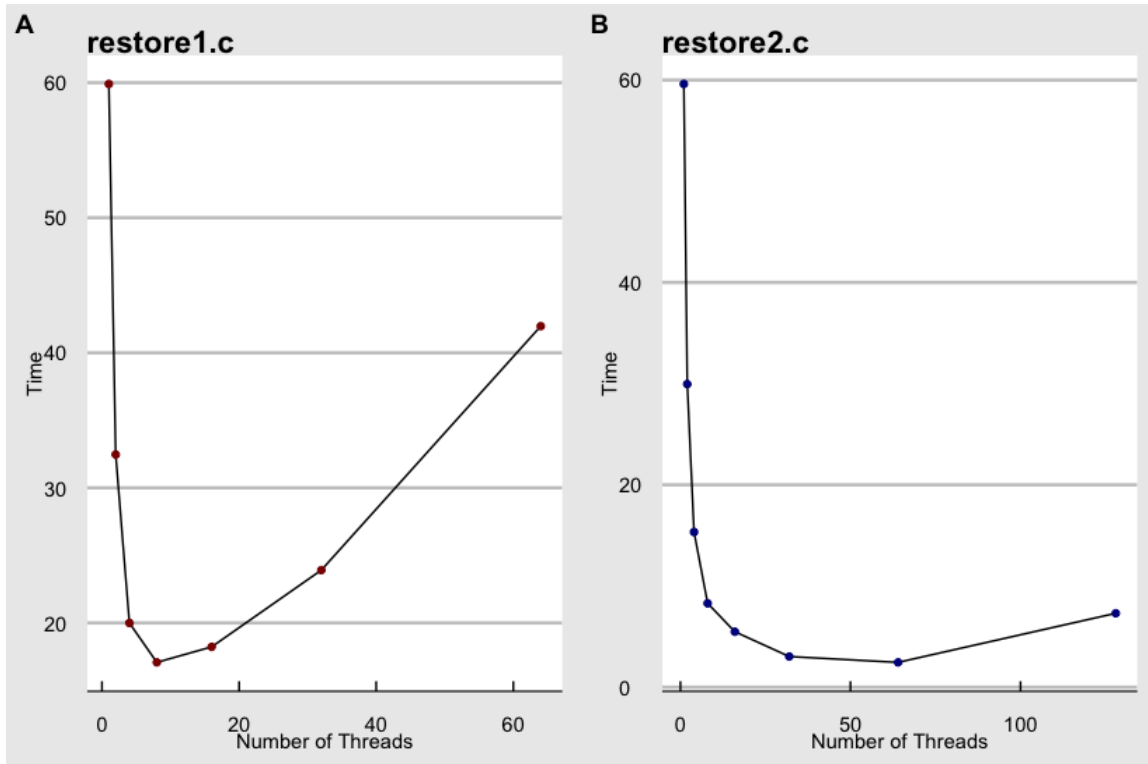 A
restore1.c
60
50
40
30
20
Time
0 20 40 60
Number of Threads
B
restore2.c
60
40
20
0
Time
0 50 100
Number of Threads